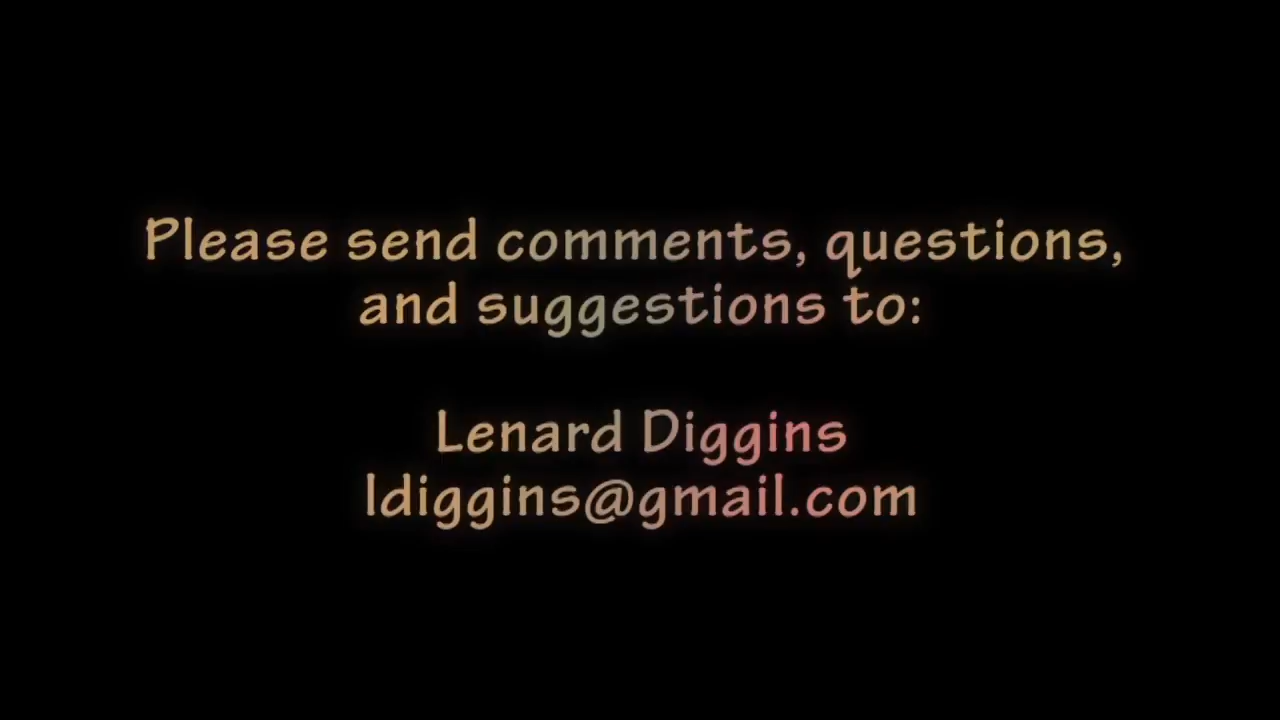 Please send comments, questions,
and suggestions to:
Lenard Diggins
ldiggins@gmail.com